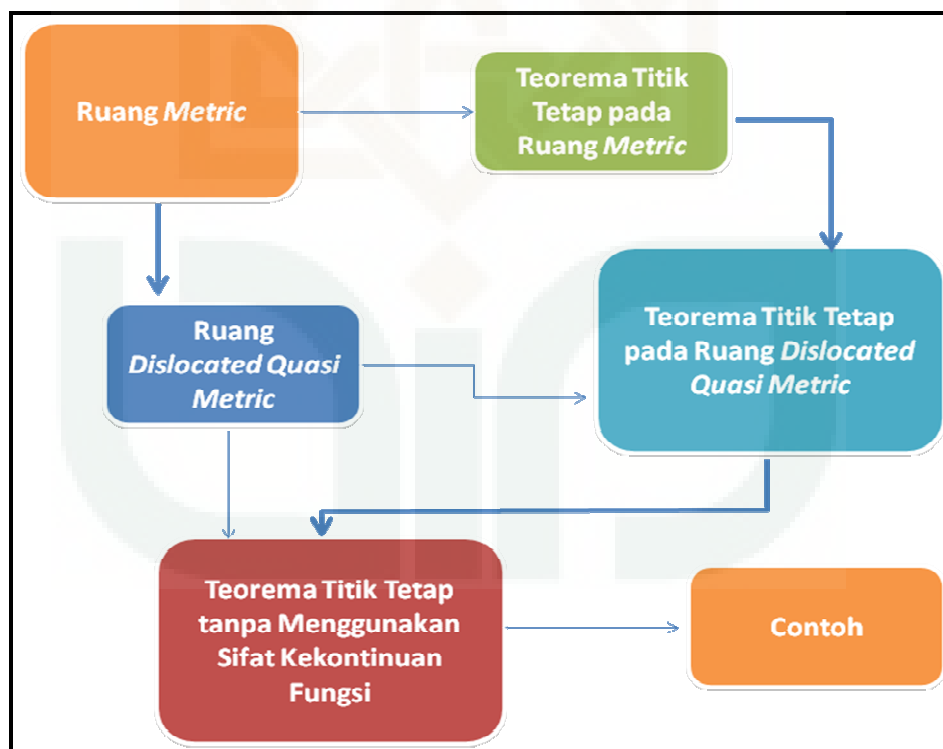 Ruang Metric
Teorema Titik
Tetap pada
Ruang Metric
Ruang
Dislocated Quasi
Metric
Teorema Titik Tetap
pada Ruang Dislocated
Quasi Metric
Teorema Titik Tetap
tanpa Menggunakan
Sifat Kekontinuan
Fungsi
Contoh